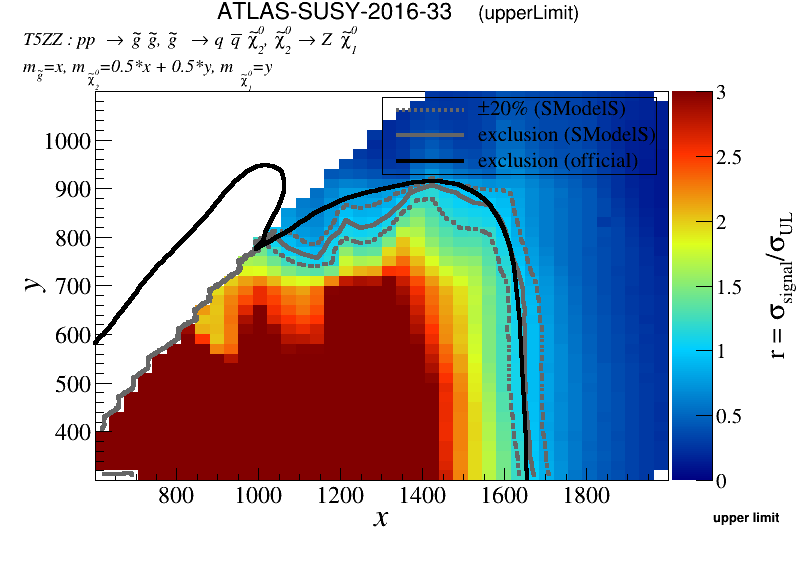 ATLAS-SUSY-2016-33 (upperLimit)
T5ZZ : pp → g̃ g̃, g̃ → q q̅ χ̃₂⁰, χ̃₂⁰ → Z χ̃₁⁰
m_g̃=x, m_χ̃₂⁰=0.5*x + 0.5*y, m_χ̃₁⁰=y
±20% (SModelS)
exclusion (SModelS)
exclusion (official)
1000
900
800
700
600
500
400
y
800 1000 1200 1400 1600 1800
x
3
2.5
2
1.5
1
0.5
0
r = σ_signal/σ_UL
upper limit